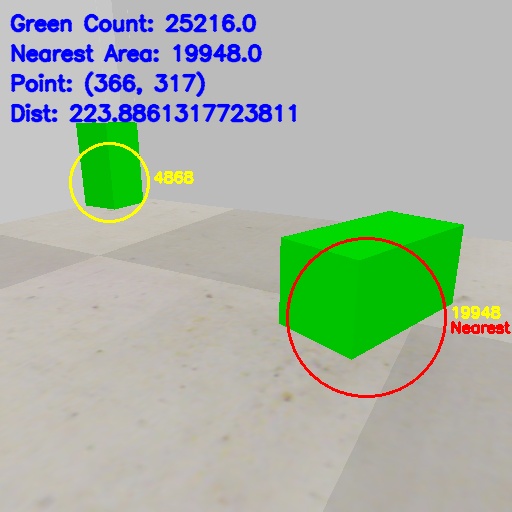 Green Count: 25216.0
Nearest Area: 19948.0
Point: (366, 317)
Dist: 223.8861317723811
4868
19948
Nearest